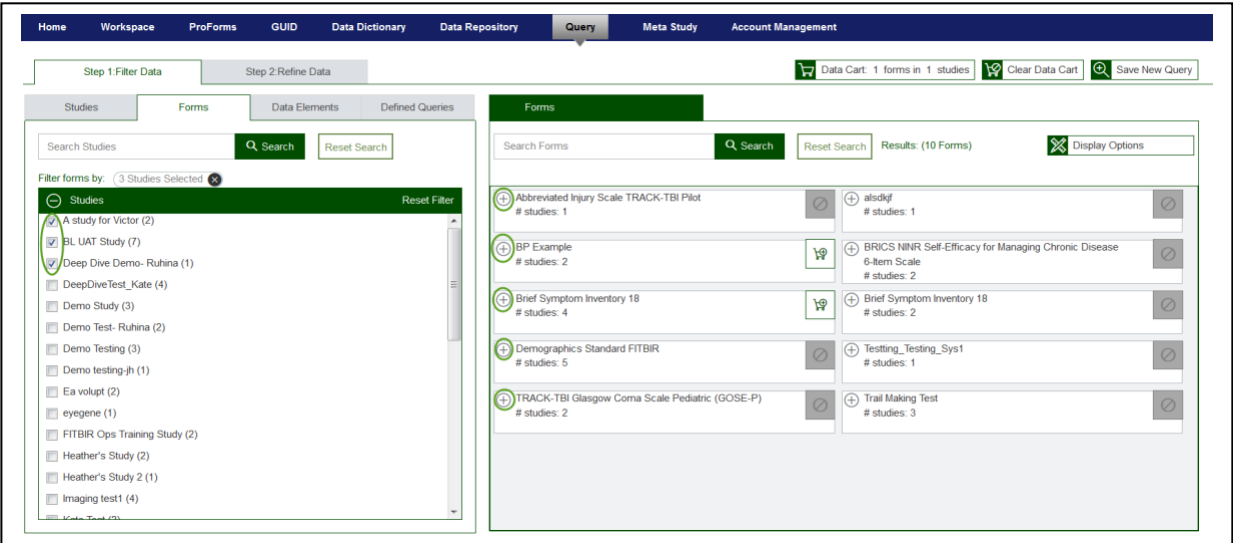 Home Workspace ProForms GUID Data Dictionary Data Repository Query Meta Study Account Management
Step 1:Filter Data Step 2:Refine Data
Data Cart: 1 forms in 1 studies Clear Data Cart Save New Query
Studies Forms Data Elements Defined Queries
Search Studies Search Reset Search
Filter forms by: (3 Studies Selected
Studies Reset Filter
A study for Victor (2)
BL UAT Study (7)
Deep Dive Demo- Ruhina (1)
DeepDiveTest_Kate (4)
Demo Study (3)
Demo Test- Ruhina (2)
Demo Testing (3)
Demo testing-jh (1)
Ea volupt (2)
eyegene (1)
FITBIR Ops Training Study (2)
Heather's Study (2)
Heather's Study 2 (1)
Imaging test1 (4)
Forms
Search Forms Search Reset Search Results: (10 Forms) Display Options
Abbreviated Injury Scale TRACK-TBI Pilot
# studies: 1
alsdkjf
# studies: 1
BP Example
# studies: 2
BRICS NINR Self-Efficacy for Managing Chronic Disease
6-Item Scale
# studies: 2
Brief Symptom Inventory 18
# studies: 4
Brief Symptom Inventory 18
# studies: 2
Demographics Standard FITBIR
# studies: 5
Testting_Testing_Sys1
# studies: 1
TRACK-TBI Glasgow Coma Scale Pediatric (GOSE-P)
# studies: 2
Trail Making Test
# studies: 3